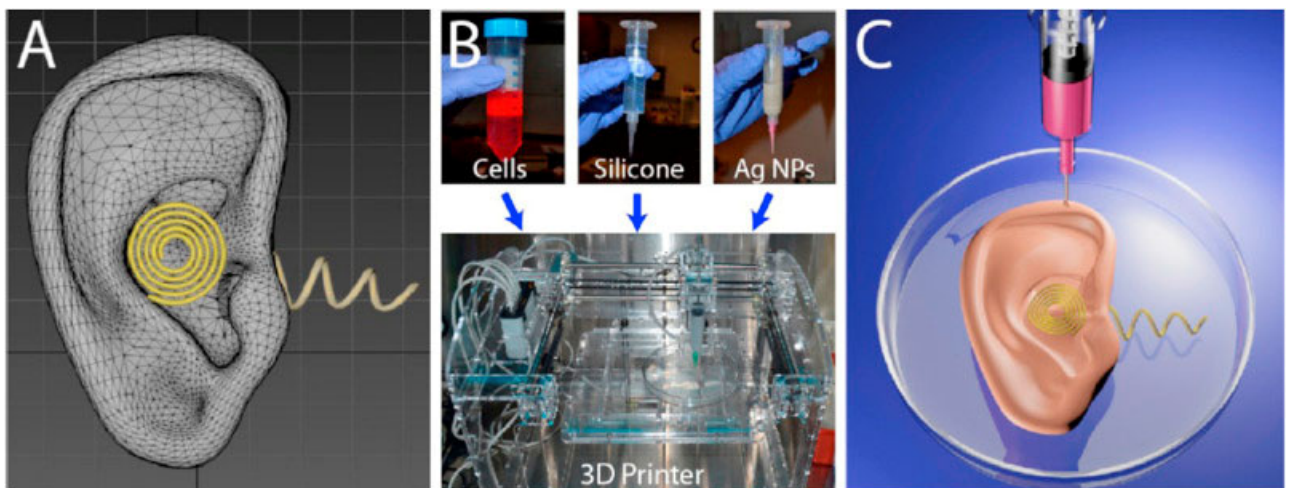 A
B
Cells
Silicone
Ag NPs
3D Printer
C